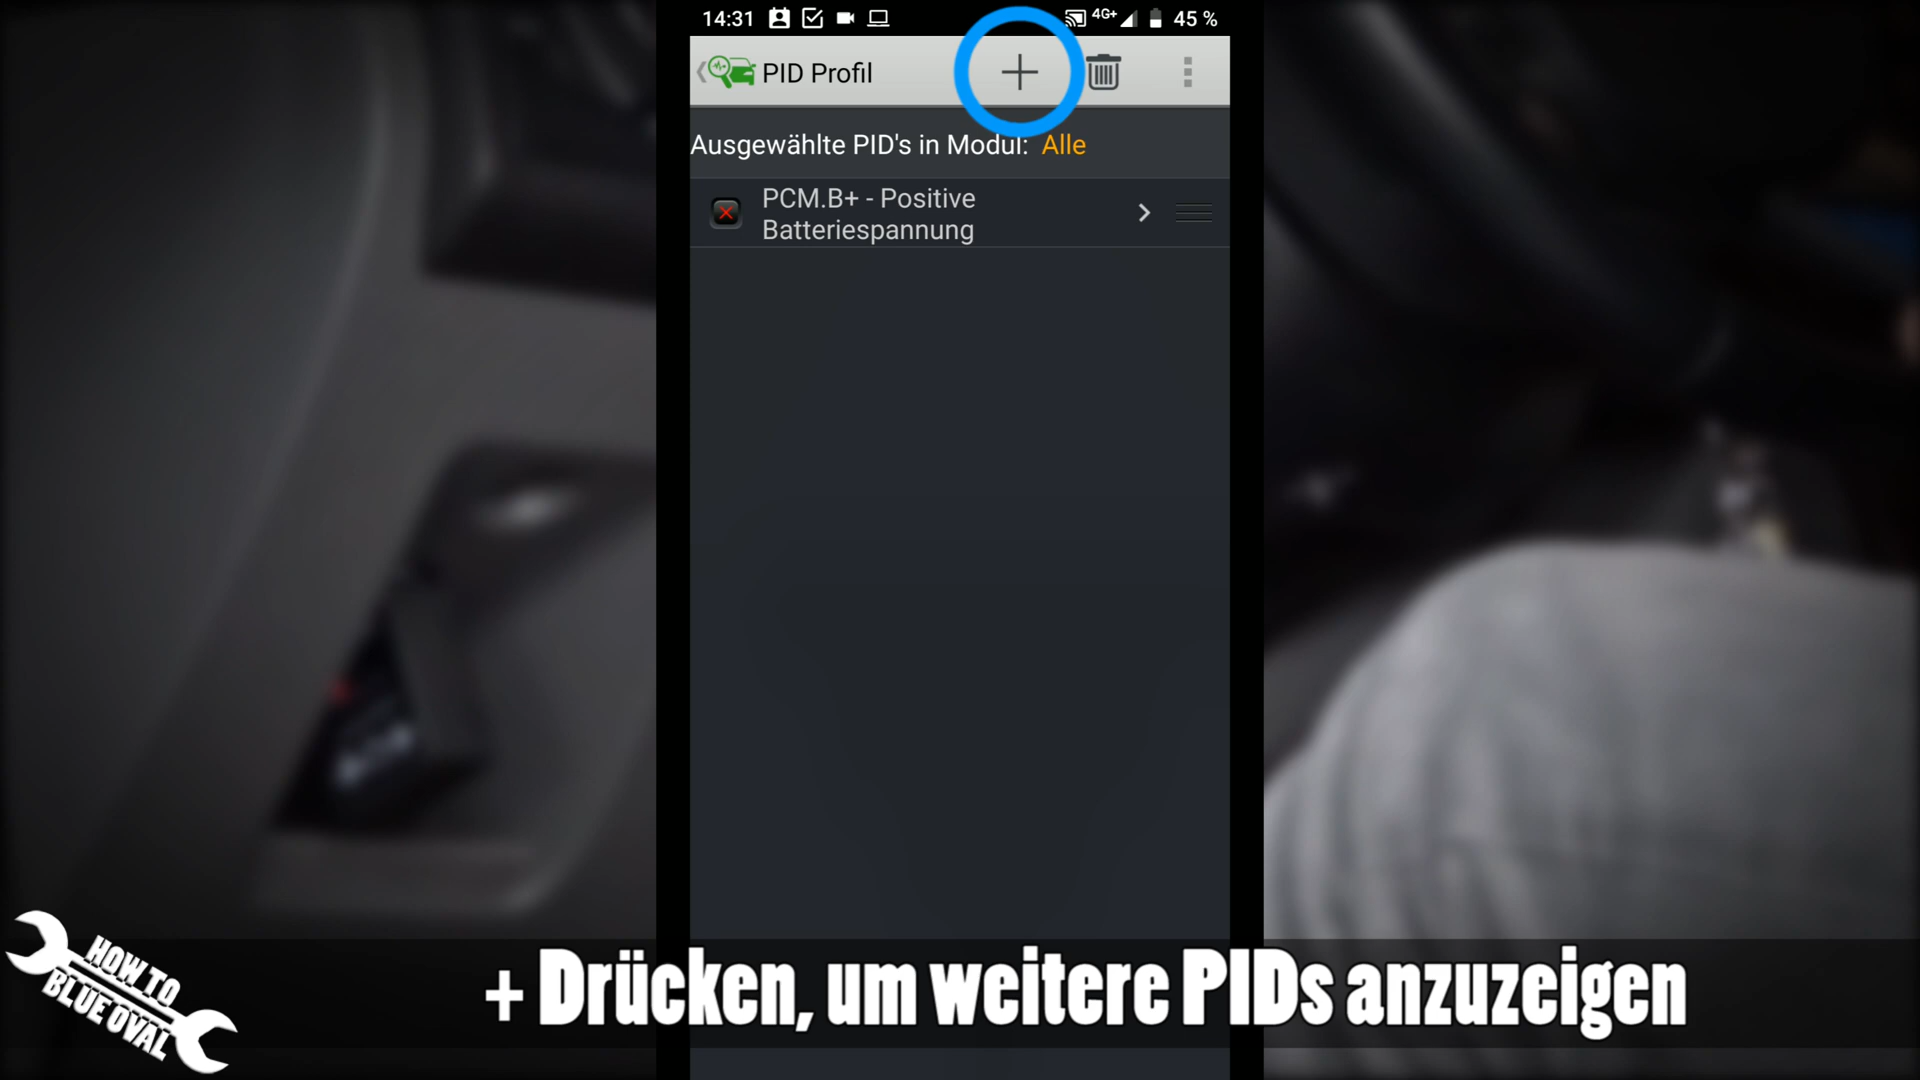 14:31 4G+ 45 %
PID Profil
Ausgewählte PID's in Modul: Alle
PCM.B+ - Positive
Batteriespannung
+ Drücken, um weitere PIDs anzuzeigen
HOW TO
BLUE OVAL